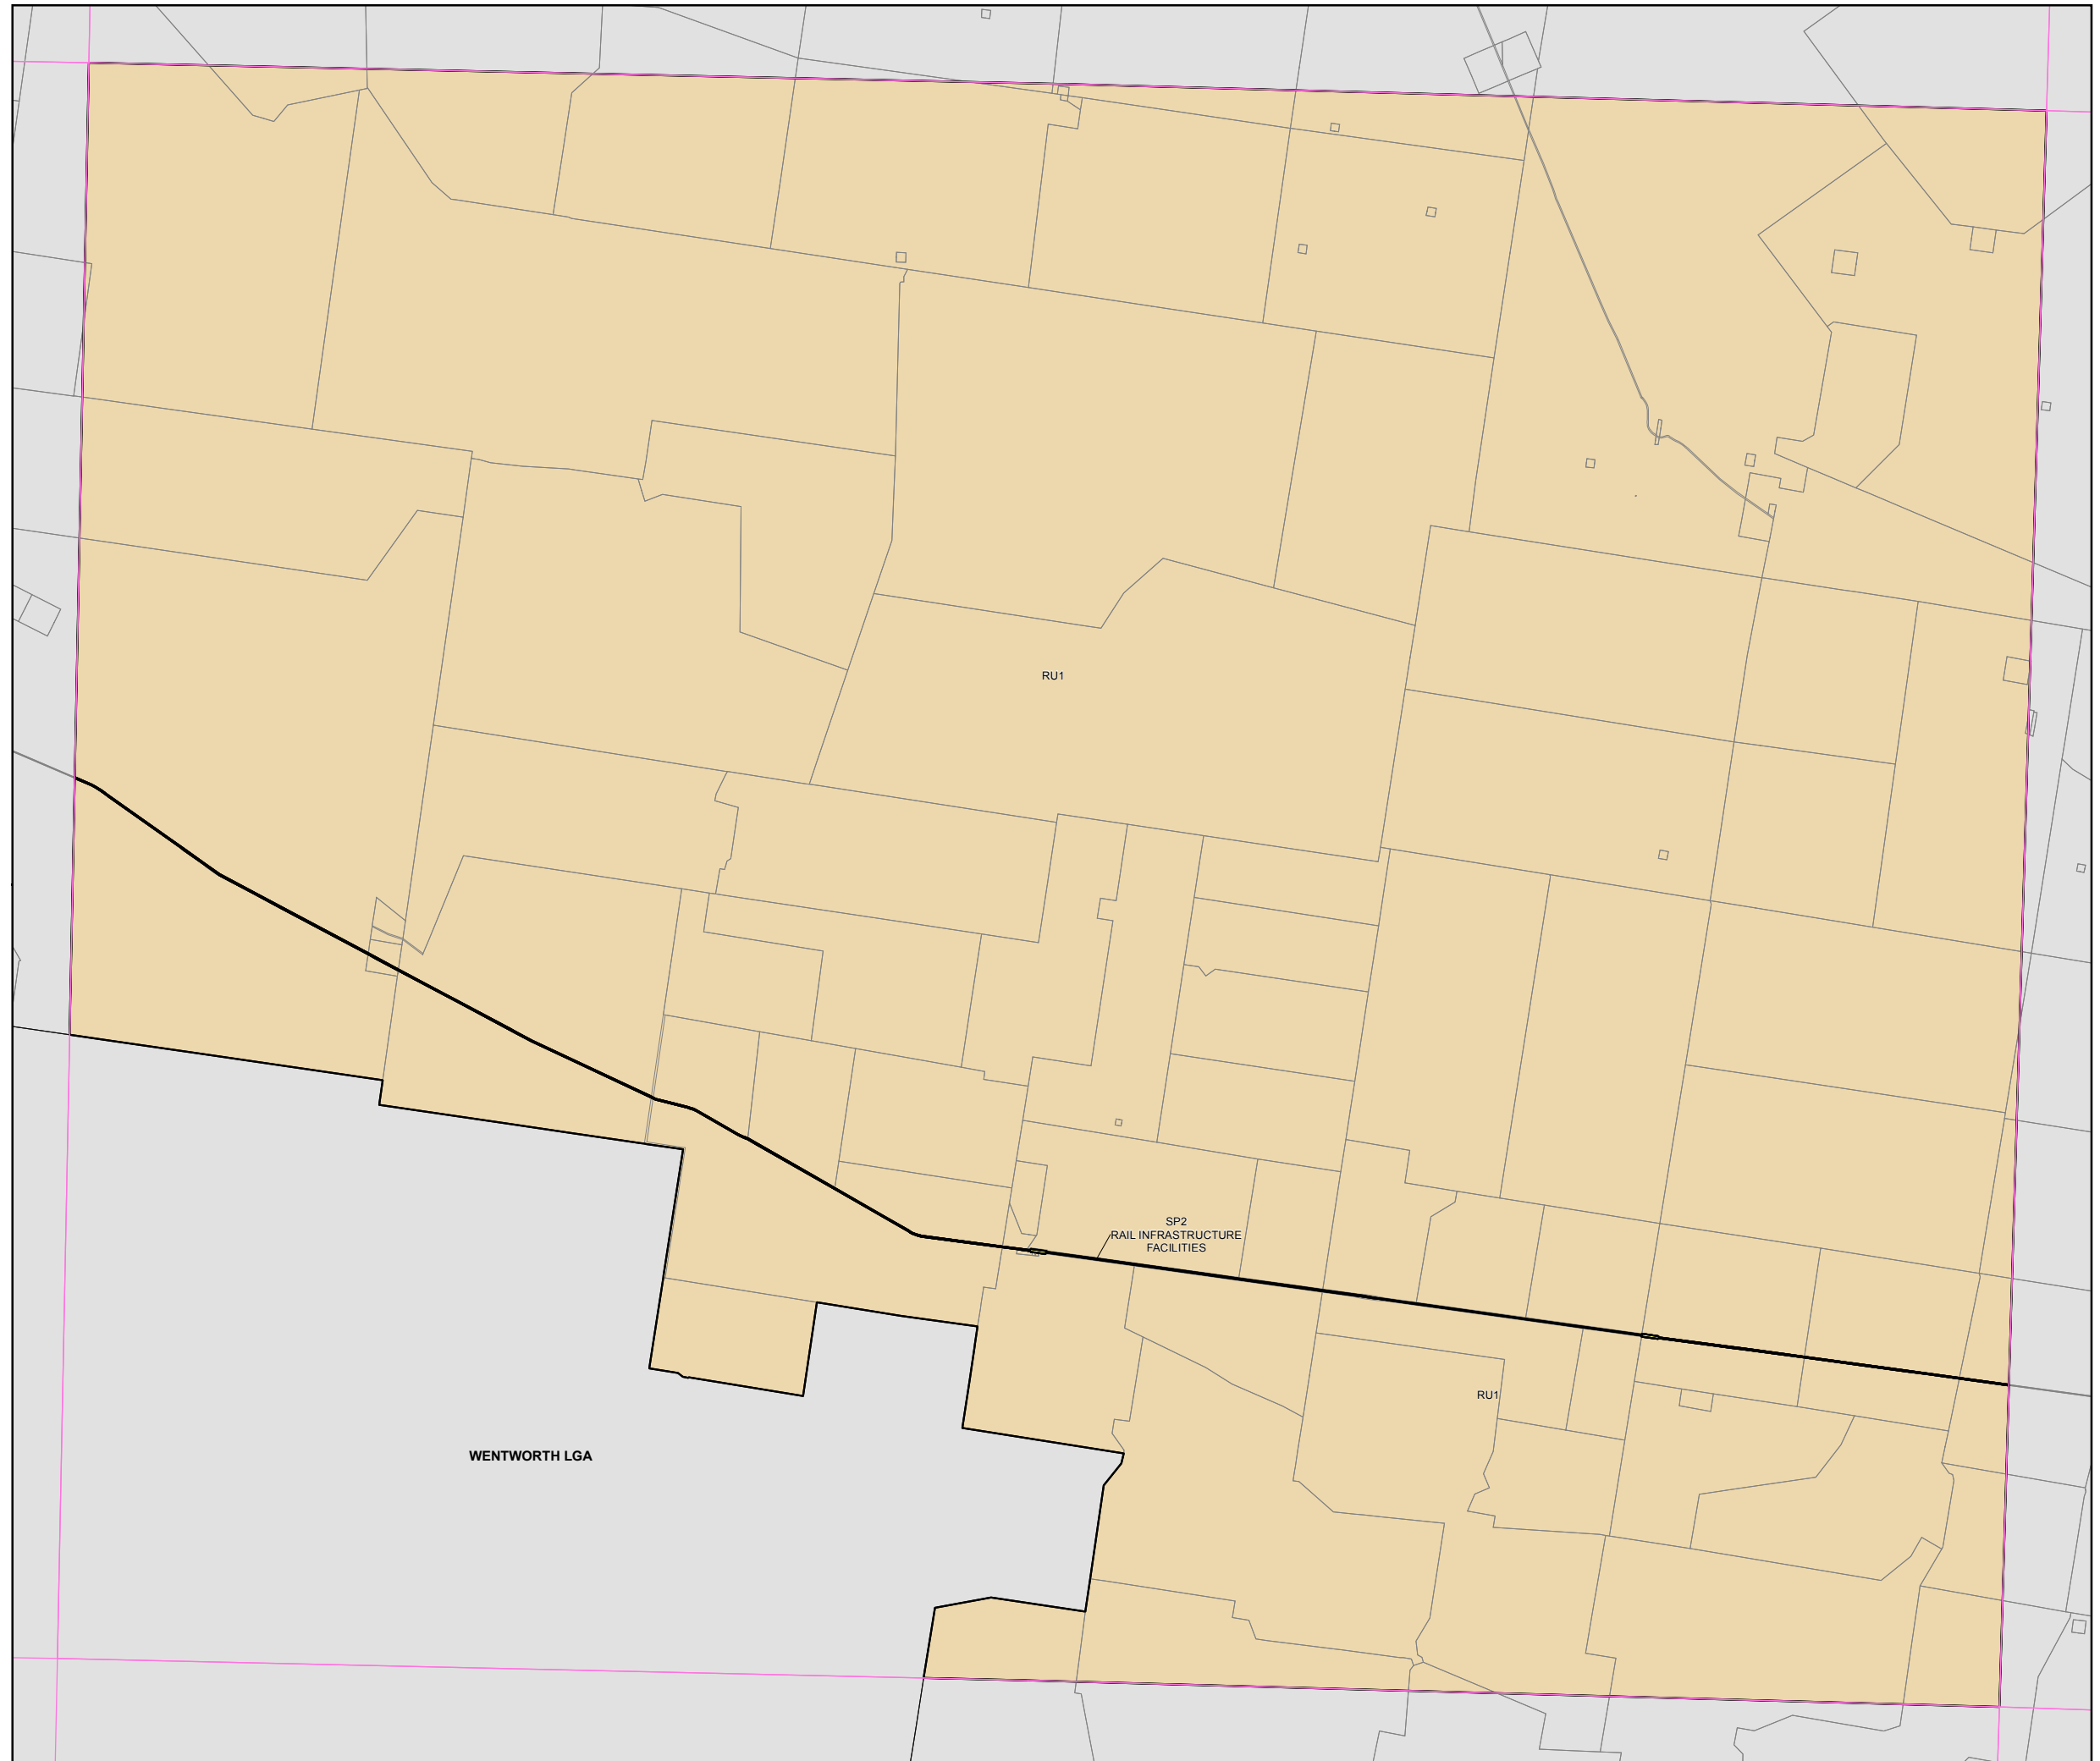 RU1
SP2
RAIL INFRASTRUCTURE
FACILITIES
RU1
WENTWORTH LGA